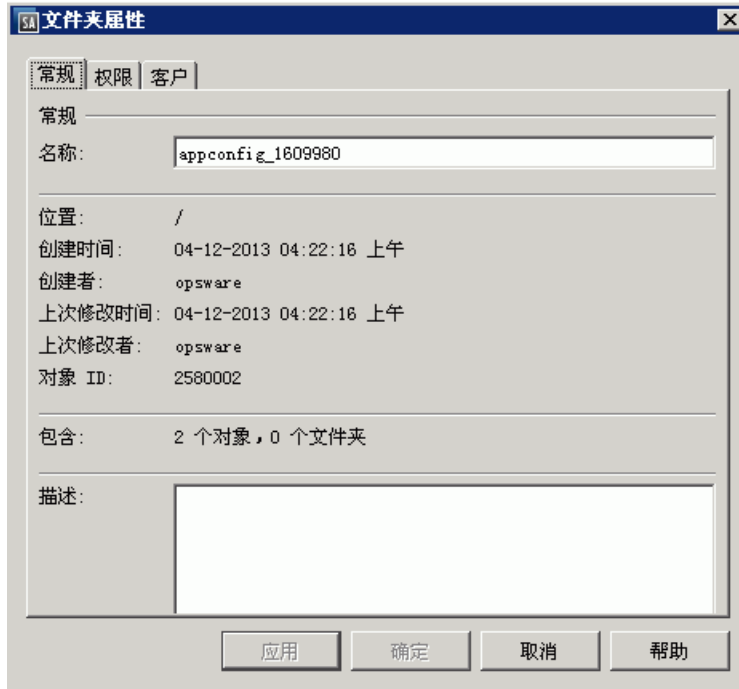 SA 文件夹属性
常规 权限 客户
常规
名称: appconfig_1609980
位置: /
创建时间: 04-12-2013 04:22:16 上午
创建者: opsware
上次修改时间: 04-12-2013 04:22:16 上午
上次修改者: opsware
对象 ID: 2580002
包含: 2 个对象,0 个文件夹
描述:
应用 确定 取消 帮助